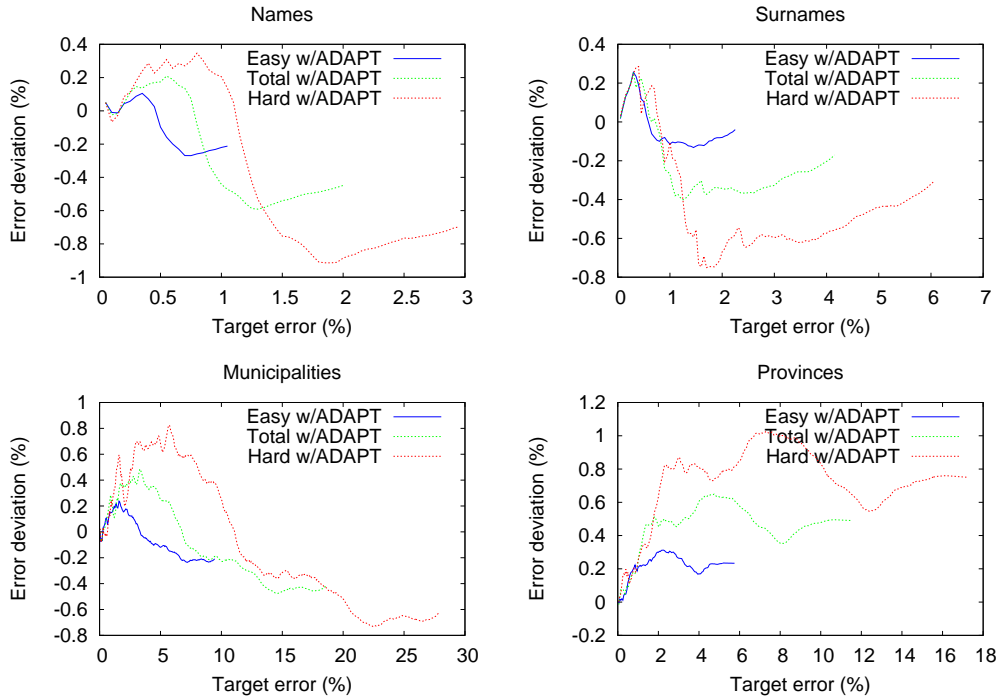 Names
Error deviation (%)
0.4
0.2
0
-0.2
-0.4
-0.6
-0.8
-1
0 0.5 1 1.5 2 2.5 3
Target error (%)
Easy w/ADAPT
Total w/ADAPT
Hard w/ADAPT
Surnames
Error deviation (%)
0.4
0.2
0
-0.2
-0.4
-0.6
-0.8
0 1 2 3 4 5 6 7
Target error (%)
Easy w/ADAPT
Total w/ADAPT
Hard w/ADAPT
Municipalities
Error deviation (%)
1
0.8
0.6
0.4
0.2
0
-0.2
-0.4
-0.6
-0.8
0 5 10 15 20 25 30
Target error (%)
Easy w/ADAPT
Total w/ADAPT
Hard w/ADAPT
Provinces
Error deviation (%)
1.2
1
0.8
0.6
0.4
0.2
0
-0.2
0 2 4 6 8 10 12 14 16 18
Target error (%)
Easy w/ADAPT
Total w/ADAPT
Hard w/ADAPT